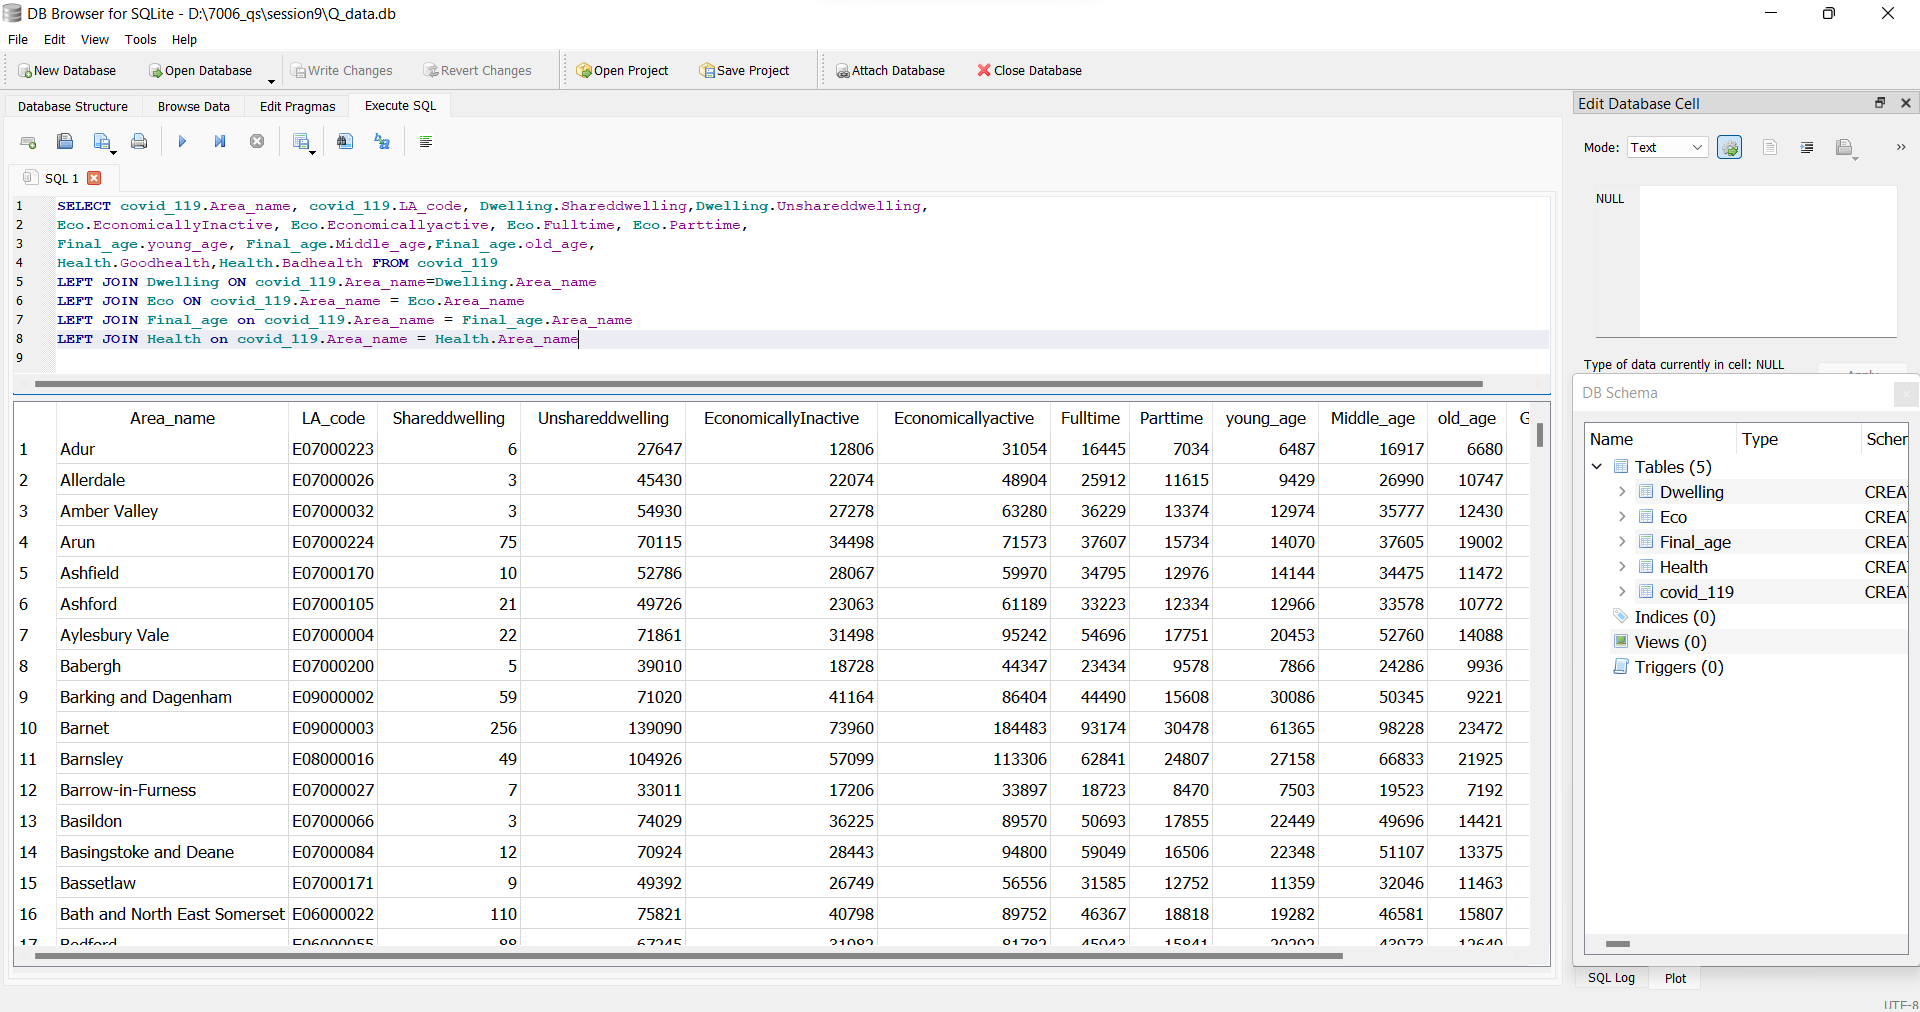 DB Browser for SQLite - D:\7006_qs\session9\Q_data.db
File Edit View Tools Help
New Database Open Database Write Changes Revert Changes Open Project Save Project Attach Database Close Database
Database Structure Browse Data Edit Pragmas Execute SQL
SQL 1
1 SELECT covid_119.Area_name, covid_119.LA_code, Dwelling.Shareddwelling,Dwelling.Unshareddwelling,
2 Eco.EconomicallyInactive, Eco.Economicallyactive, Eco.Fulltime, Eco.Parttime,
3 Final_age.young_age, Final_age.Middle_age,Final_age.old_age,
4 Health.Goodhealth,Health.Badhealth FROM covid_119
5 LEFT JOIN Dwelling ON covid_119.Area_name=Dwelling.Area_name
6 LEFT JOIN Eco ON covid_119.Area_name = Eco.Area_name
7 LEFT JOIN Final_age on covid_119.Area_name = Final_age.Area_name
8 LEFT JOIN Health on covid_119.Area_name = Health.Area_name
9
Area_name LA_code Shareddwelling Unshareddwelling EconomicallyInactive Economicallyactive Fulltime Parttime young_age Middle_age old_age G
1 Adur E07000223 6 27647 12806 31054 16445 7034 6487 16917 6680
2 Allerdale E07000026 3 45430 22074 48904 25912 11615 9429 26990 10747
3 Amber Valley E07000032 3 54930 27278 63280 36229 13374 12974 35777 12430
4 Arun E07000224 75 70115 34498 71573 37607 15734 14070 37605 19002
5 Ashfield E07000170 10 52786 28067 59970 34795 12976 14144 34475 11472
6 Ashford E07000105 21 49726 23063 61189 33223 12334 12966 33578 10772
7 Aylesbury Vale E07000004 22 71861 31498 95242 54696 17751 20453 52760 14088
8 Babergh E07000200 5 39010 18728 44347 23434 9578 7866 24286 9936
9 Barking and Dagenham E09000002 59 71020 41164 86404 44490 15608 30086 50345 9221
10 Barnet E09000003 256 139090 73960 184483 93174 30478 61365 98228 23472
11 Barnsley E08000016 49 104926 57099 113306 62841 24807 27158 66833 21925
12 Barrow-in-Furness E07000027 7 33011 17206 33897 18723 8470 7503 19523 7192
13 Basildon E07000066 3 74029 36225 89570 50693 17855 22449 49696 14421
14 Basingstoke and Deane E07000084 12 70924 28443 94800 59049 16506 22348 51107 13375
15 Bassetlaw E07000171 9 49392 26749 56556 31585 12752 11359 32046 11463
16 Bath and North East Somerset E06000022 110 75821 40798 89752 46367 18818 19282 46581 15807
17 Bedford E06000055 88 67245 31082 81782 45043 15841
Edit Database Cell
Mode: Text
NULL
Type of data currently in cell: NULL
DB Schema
Name Type Scher
Tables (5)
Dwelling CREA
Eco CREA
Final_age CREA
Health CREA
covid_119 CREA
Indices (0)
Views (0)
Triggers (0)
SQL Log Plot
UTF-8